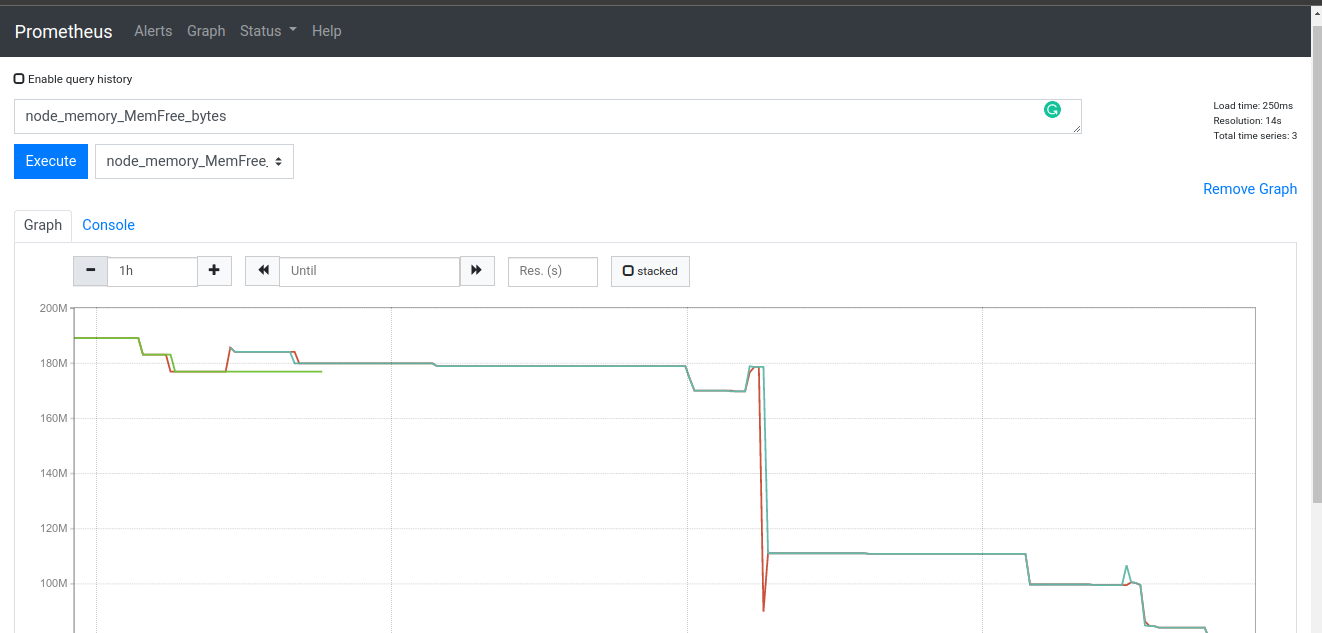 Prometheus Alerts Graph Status Help
Enable query history
node_memory_MemFree_bytes
Load time: 250ms
Resolution: 14s
Total time series: 3
Execute node_memory_MemFree_
Remove Graph
Graph Console
1h Until Res. (s) stacked
200M
180M
160M
140M
120M
100M